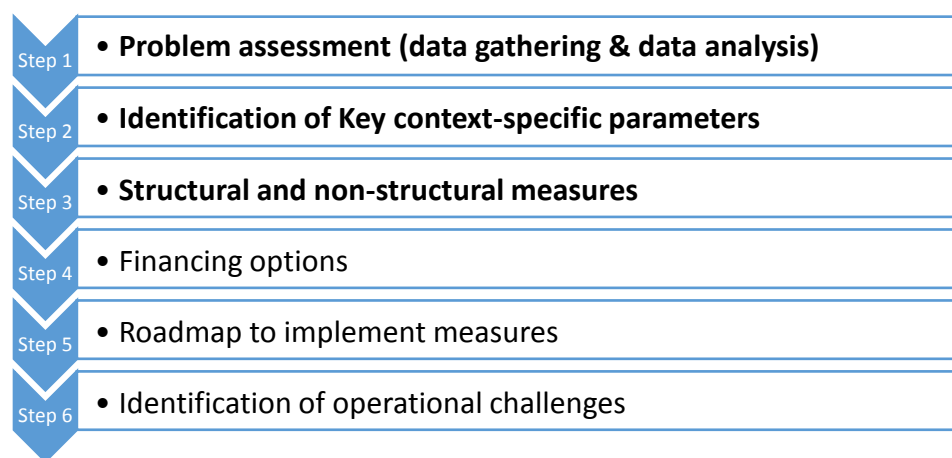 Step 1
• Problem assessment (data gathering & data analysis)
Step 2
• Identification of Key context-specific parameters
Step 3
• Structural and non-structural measures
Step 4
• Financing options
Step 5
• Roadmap to implement measures
Step 6
• Identification of operational challenges